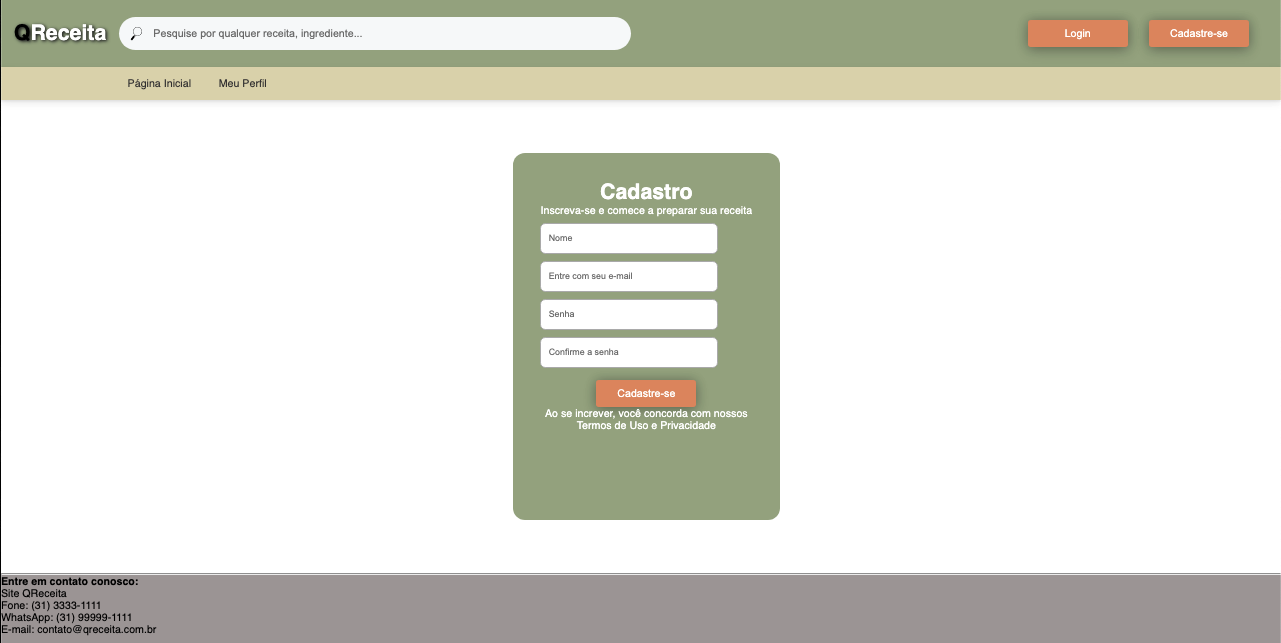 QReceita
Pesquise por qualquer receita, ingrediente...
Login
Cadastre-se
Página Inicial
Meu Perfil
Cadastro
Inscreva-se e comece a preparar sua receita
Nome
Entre com seu e-mail
Senha
Confirme a senha
Cadastre-se
Ao se increver, você concorda com nossos
Termos de Uso e Privacidade
Entre em contato conosco:
Site QReceita
Fone: (31) 3333-1111
WhatsApp: (31) 99999-1111
E-mail: contato@qreceita.com.br